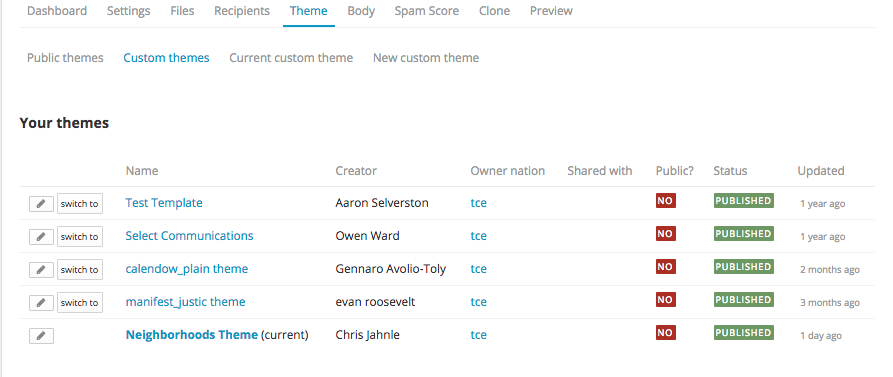 Dashboard Settings Files Recipients Theme Body Spam Score Clone Preview
Public themes Custom themes Current custom theme New custom theme
Your themes
Name Creator Owner nation Shared with Public? Status Updated
switch to Test Template Aaron Selverston tce NO PUBLISHED 1 year ago
switch to Select Communications Owen Ward tce NO PUBLISHED 1 year ago
switch to calendow_plain theme Gennaro Avolio-Toly tce NO PUBLISHED 2 months ago
switch to manifest_justic theme evan roosevelt tce NO PUBLISHED 3 months ago
Neighborhoods Theme (current) Chris Jahnle tce NO PUBLISHED 1 day ago